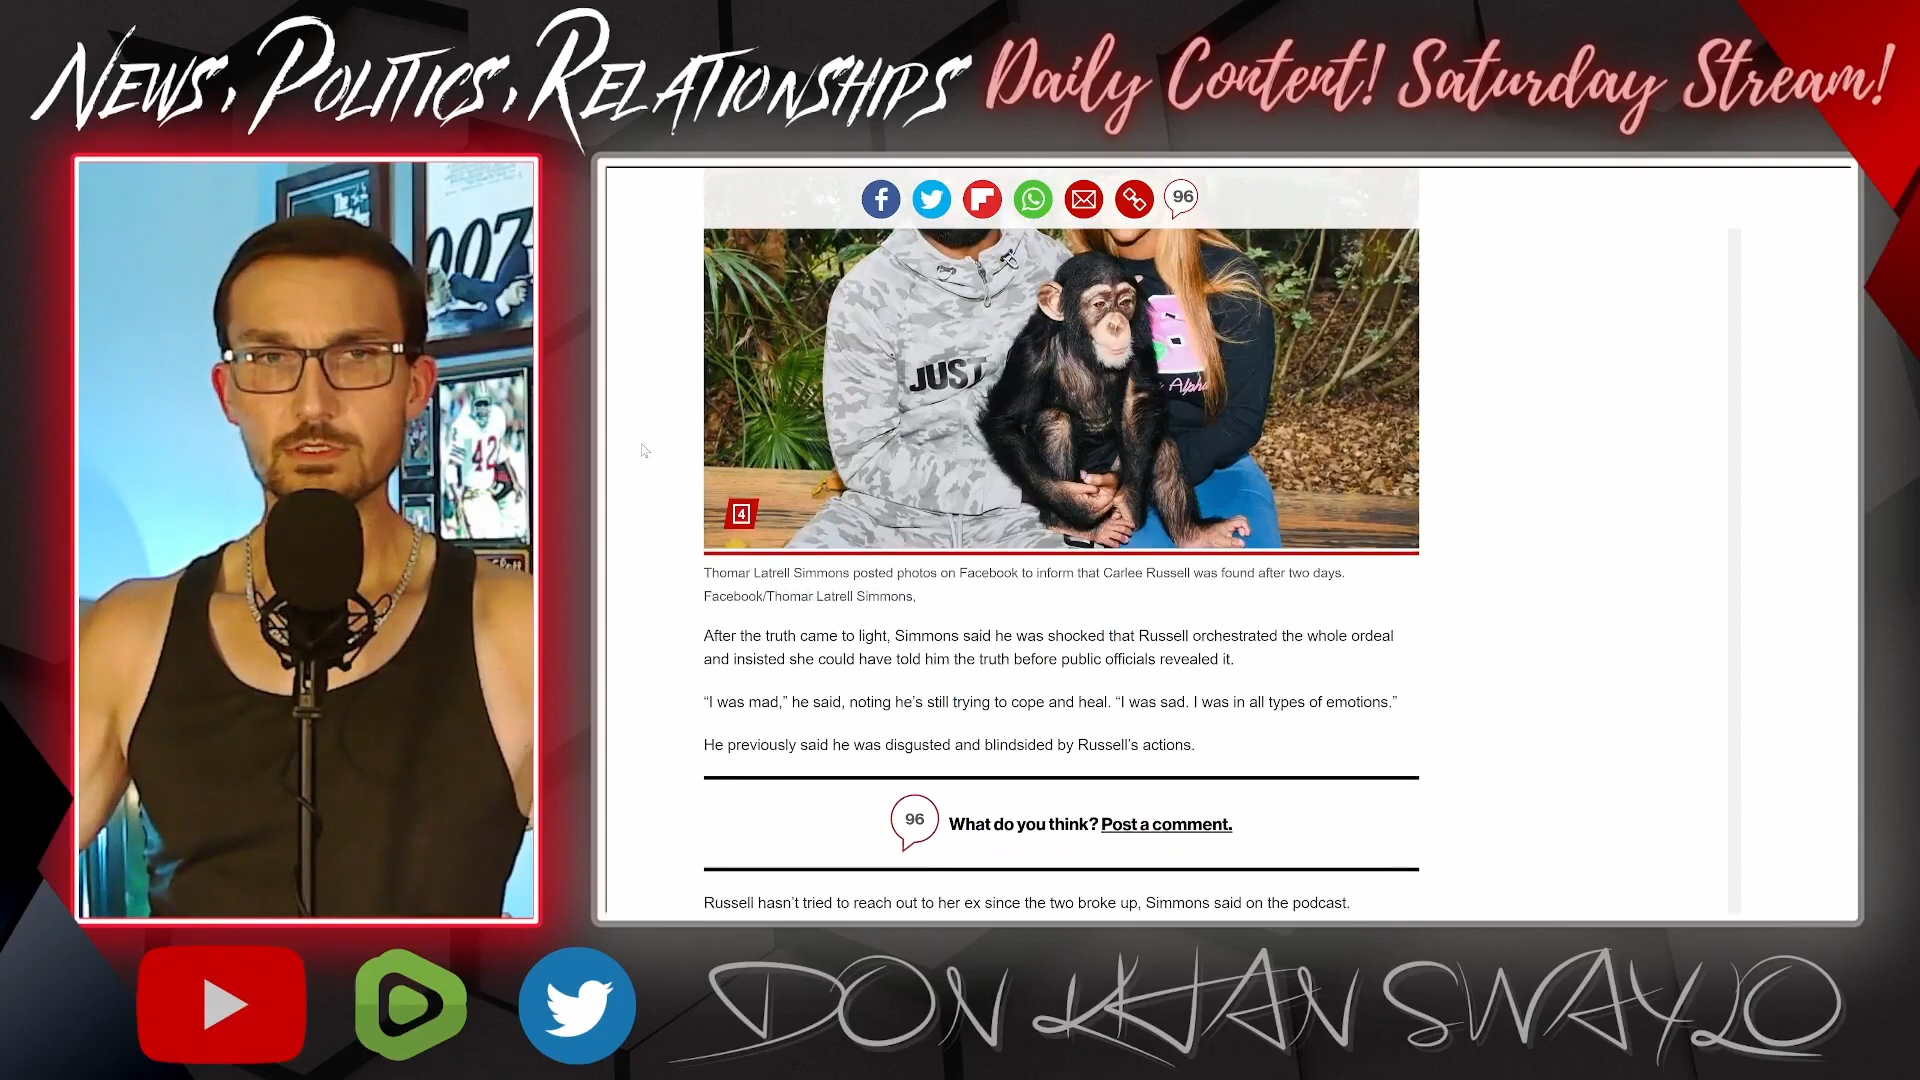 NEWS, POLITICS, RELATIONSHIPS Daily Content! Saturday Stream!
007
42
96
JUST
Alpha
4
Thomar Latrell Simmons posted photos on Facebook to inform that Carlee Russell was found after two days.
Facebook/Thomar Latrell Simmons,
After the truth came to light, Simmons said he was shocked that Russell orchestrated the whole ordeal
and insisted she could have told him the truth before public officials revealed it.
“I was mad,” he said, noting he’s still trying to cope and heal. “I was sad. I was in all types of emotions.”
He previously said he was disgusted and blindsided by Russell’s actions.
96 What do you think? Post a comment.
Russell hasn’t tried to reach out to her ex since the two broke up, Simmons said on the podcast.
DON KHAN SWAYLO